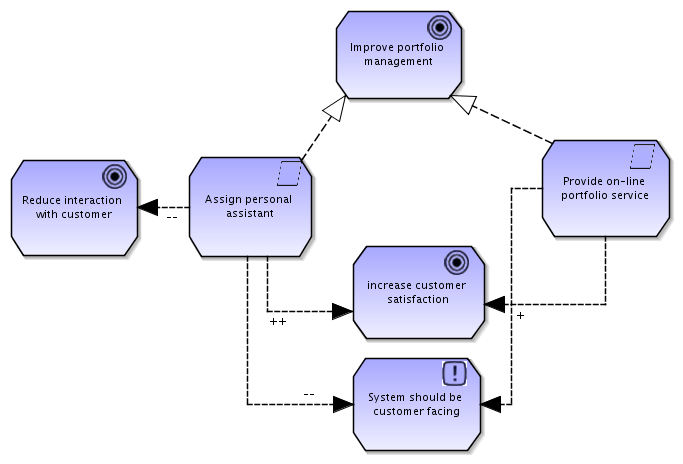 Improve portfolio
management
Reduce interaction
with customer
Assign personal
assistant
Provide on-line
portfolio service
--
increase customer
satisfaction
++
+
System should be
customer facing
--